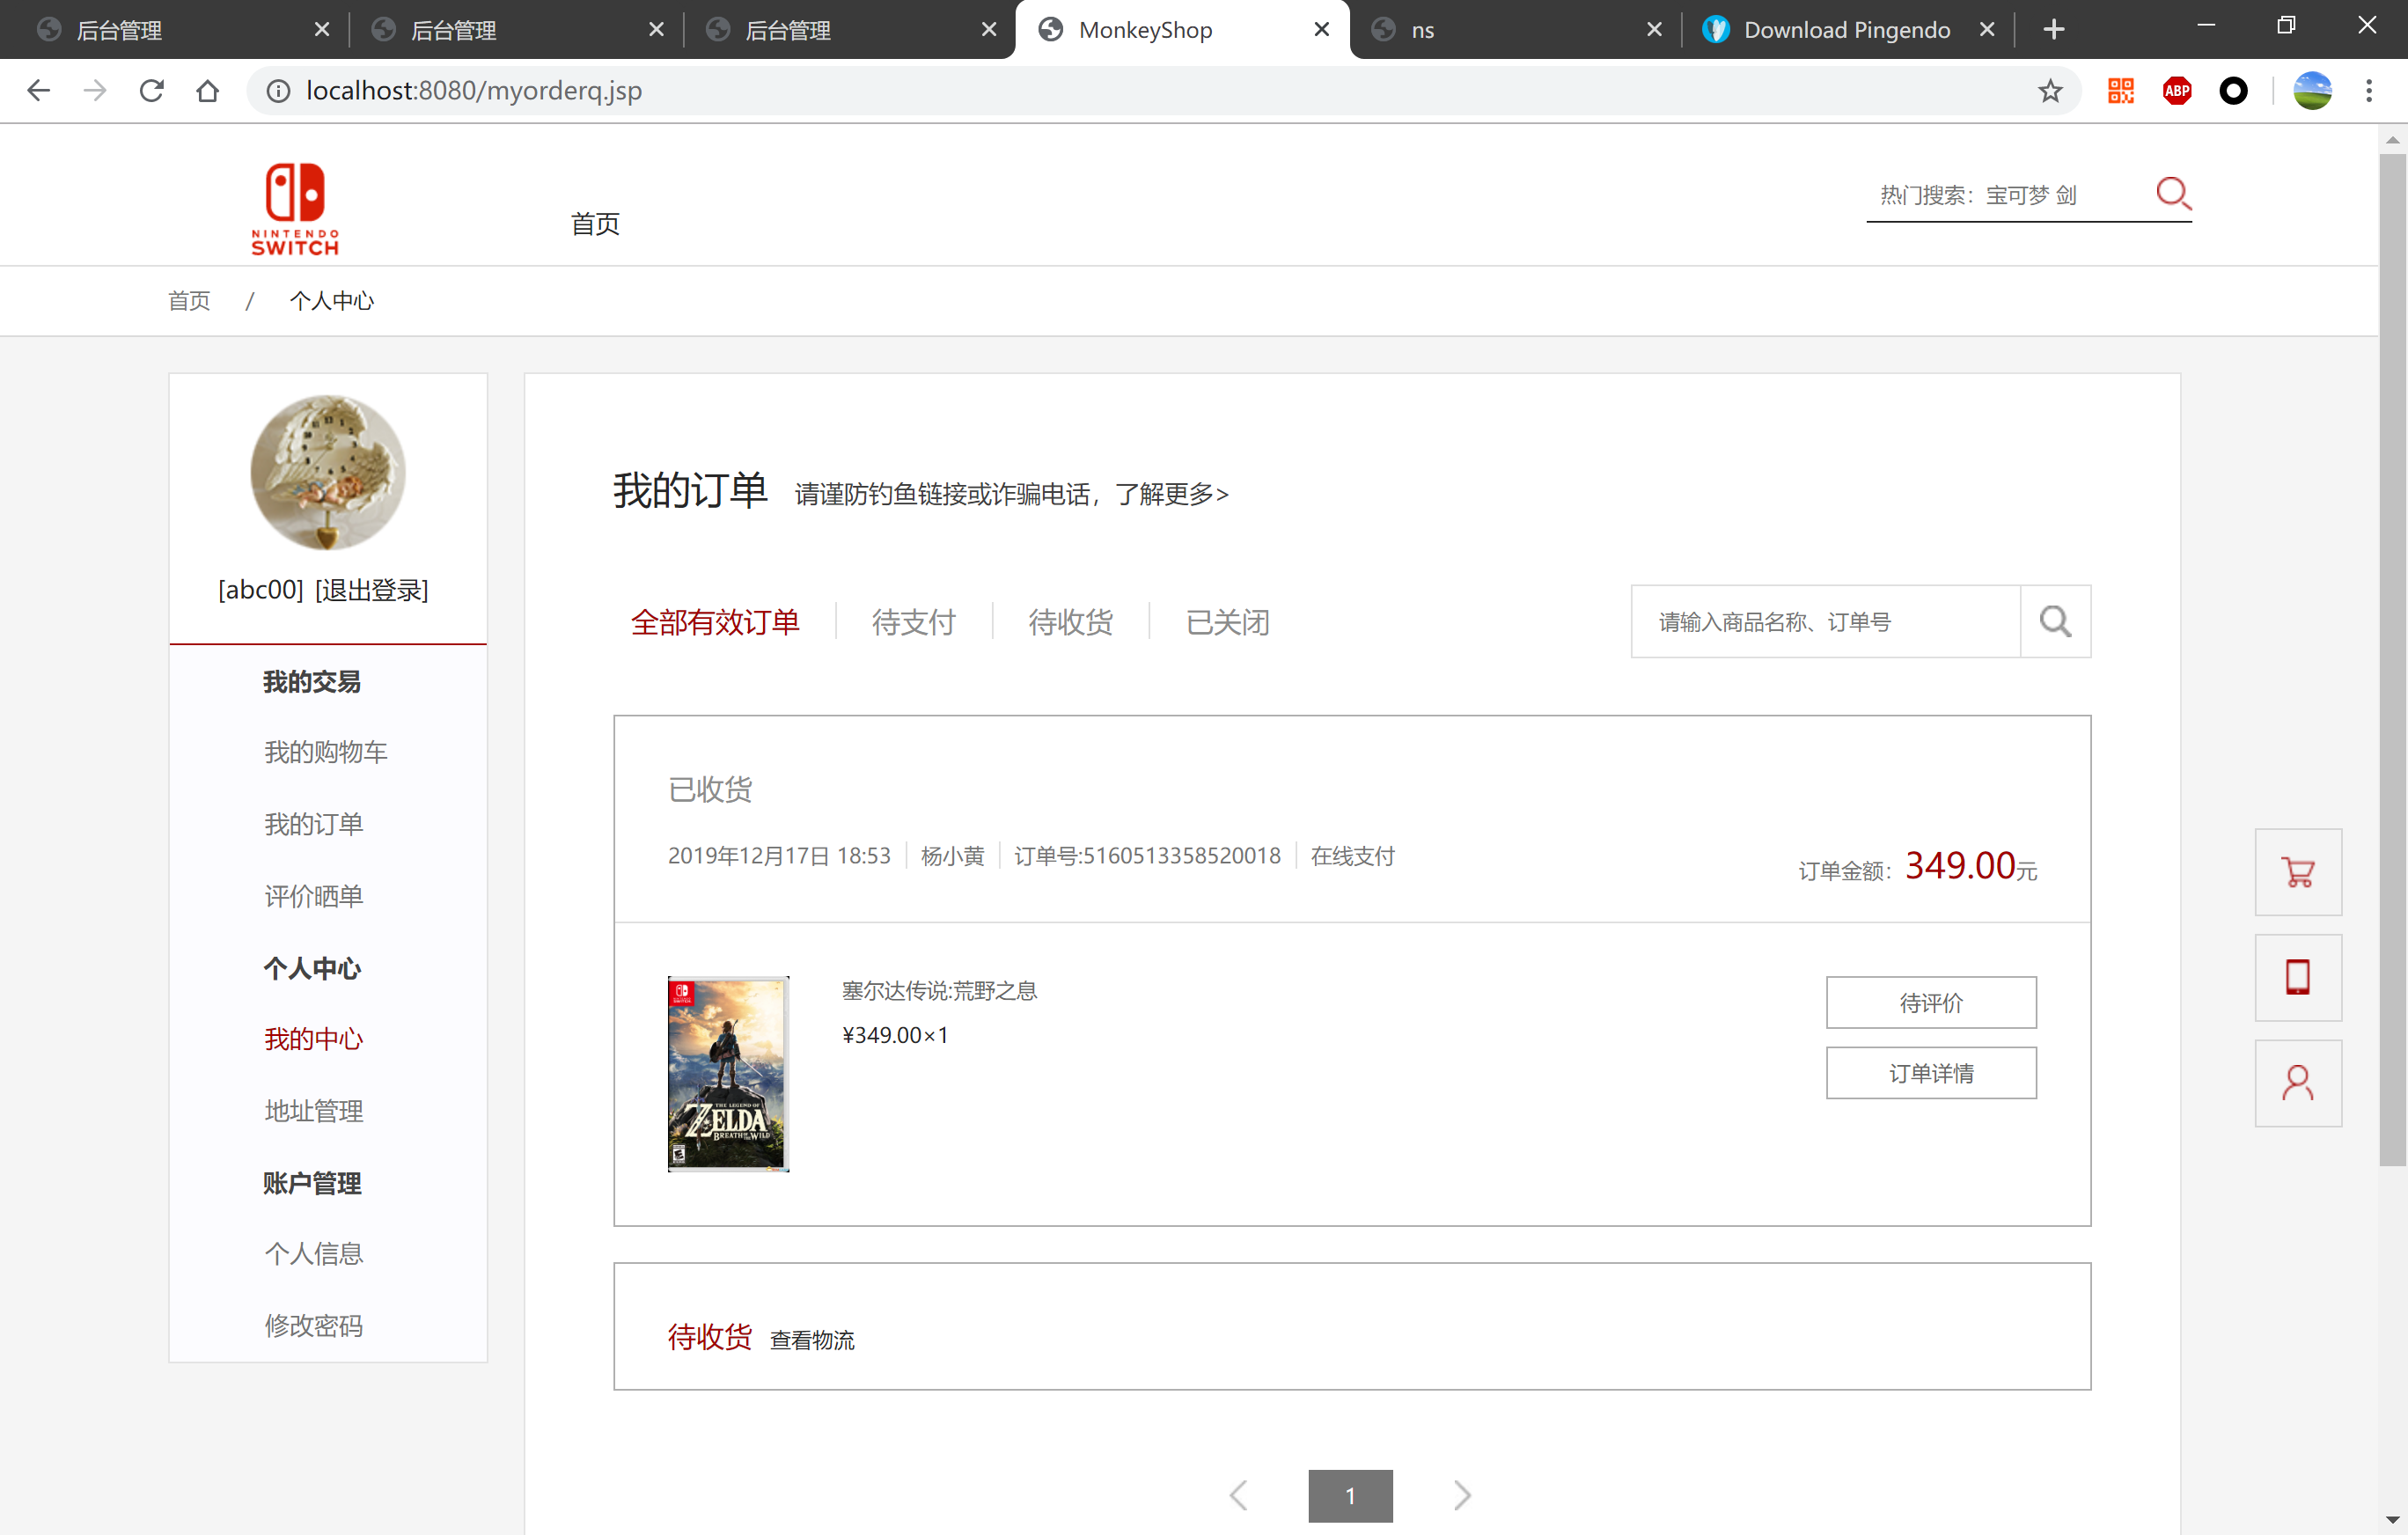 后台管理
后台管理
后台管理
MonkeyShop
ns
Download Pingendo
localhost:8080/myorderq.jsp
ABP
NINTENDO
SWITCH
首页
热门搜索：宝可梦 剑
首页 / 个人中心
[abc00] [退出登录]
我的交易
我的购物车
我的订单
评价晒单
个人中心
我的中心
地址管理
账户管理
个人信息
修改密码
我的订单 请谨防钓鱼链接或诈骗电话，了解更多>
全部有效订单 待支付 待收货 已关闭
请输入商品名称、订单号
已收货
2019年12月17日 18:53 杨小黄 订单号:5160513358520018 在线支付
订单金额：349.00元
THE LEGEND OF
ZELDA
BREATH OF THE WILD
塞尔达传说:荒野之息
¥349.00×1
待评价
订单详情
待收货 查看物流
1